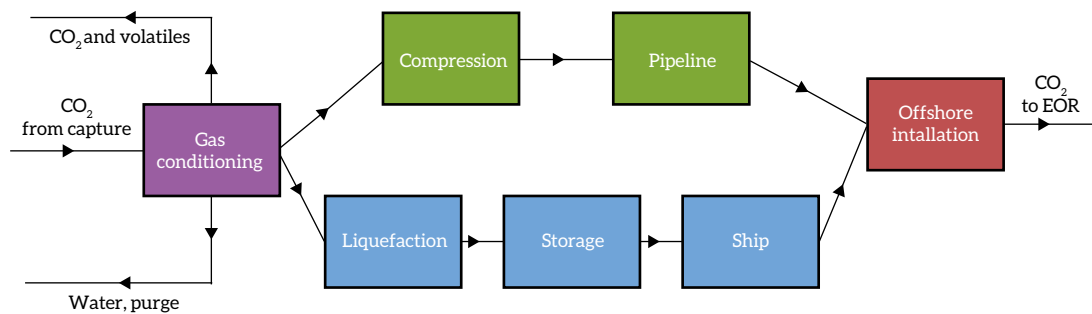 CO₂ and volatiles
CO₂
from capture
Gas
conditioning
Water, purge
Compression
Pipeline
Liquefaction
Storage
Ship
Offshore
intallation
CO₂
to EOR